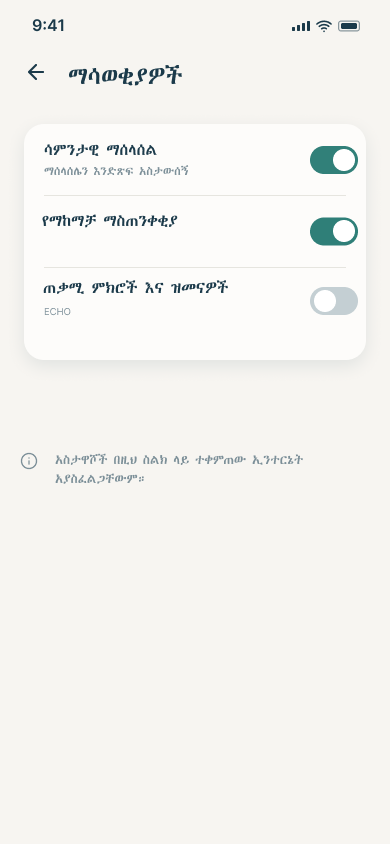 9:41
ማሳወቂያዎች
ሳምንታዊ ማሰላሰል
ማሰላሰሌን እንድጽፍ አስታውሰኝ
የማከማቻ ማስጠንቀቂያ
ጠቃሚ ምክሮች እና ዝመናዎች
ECHO
አስታዋሾች በዚህ ስልክ ላይ ተቀምጠው ኢንተርኔት
አያስፈልጋቸውም።